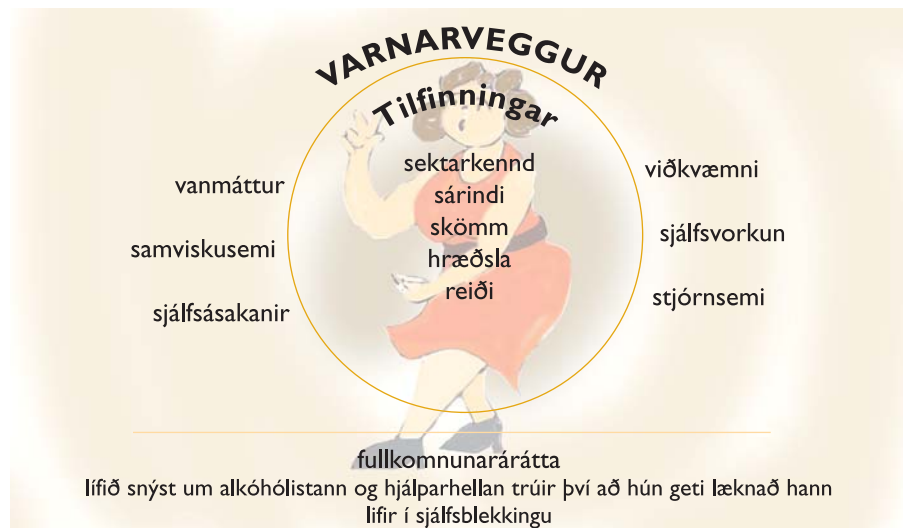 VARNARVEGGUR
Tilfinningar
sektarkennd
sárindi
skömm
hræðsla
reiði
vanmáttur
samviskusemi
sjálfsásakanir
viðkvæmni
sjálfsvorkun
stjórnsemi
fullkomnunarárátta
lífið snýst um alkóhólistann og hjálparhellan trúir því að hún geti læknað hann
lifir í sjálfsblekkingu